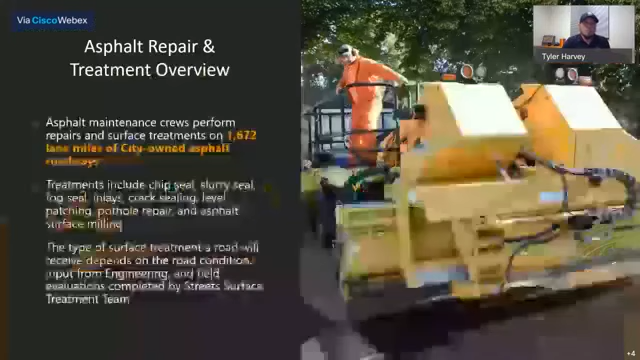 Via CiscoWebex
Asphalt Repair &
Treatment Overview
Asphalt maintenance crews perform
repairs and surface treatments on 1,672
lane miles of City-owned asphalt
roadways
Treatments include chip seal, slurry seal,
fog seal, inlays, crack sealing, level
patching, pothole repair, and asphalt
surface milling
The type of surface treatment a road will
receive depends on the road condition,
input from Engineering, and field
evaluations completed by Streets Surface
Treatment Team
Tyler Harvey
+4